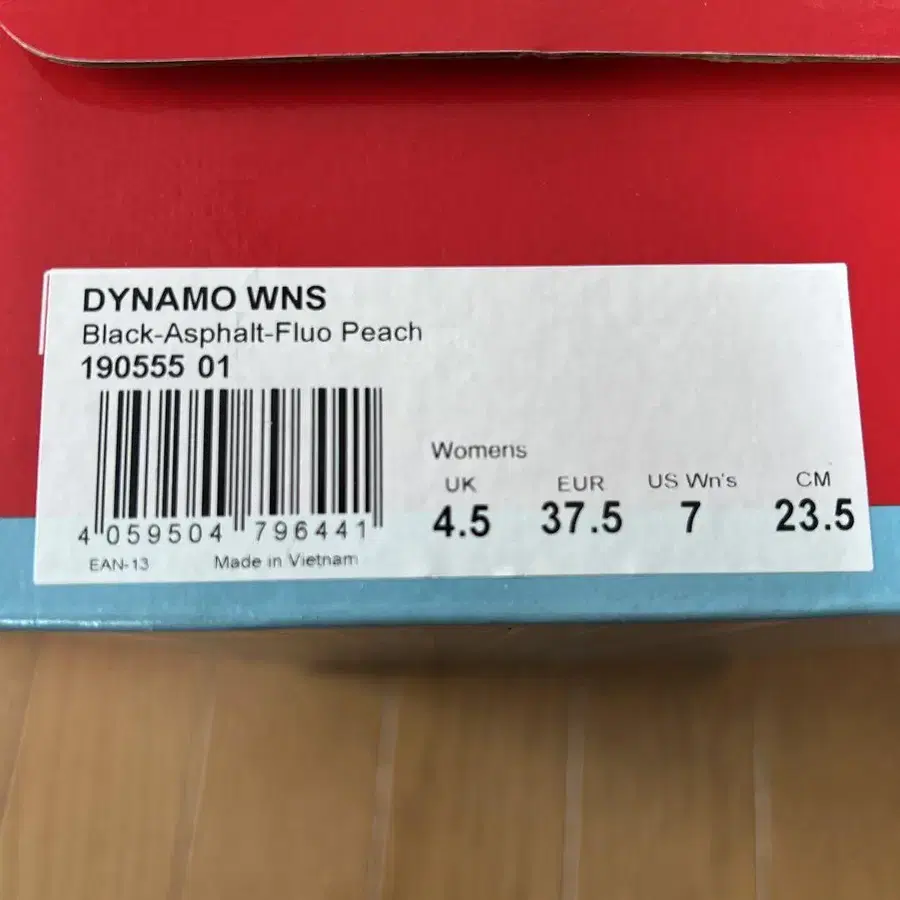 DYNAMO WNS
Black-Asphalt-Fluo Peach
190555 01
4 059504 796441
EAN-13 Made in Vietnam
Womens
UK EUR US Wn's CM
4.5 37.5 7 23.5